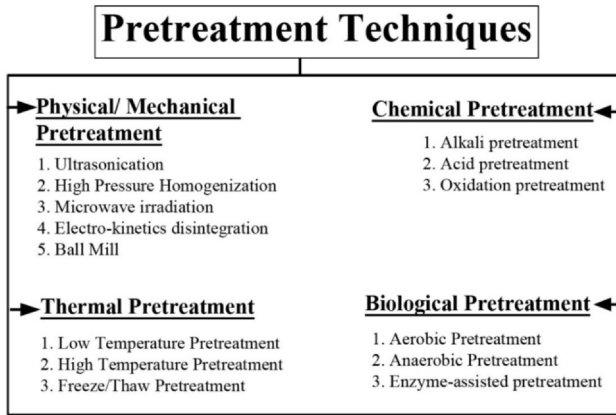 Pretreatment Techniques
Physical/ Mechanical
Pretreatment
1. Ultrasonication
2. High Pressure Homogenization
3. Microwave irradiation
4. Electro-kinetics disintegration
5. Ball Mill
Chemical Pretreatment
1. Alkali pretreatment
2. Acid pretreatment
3. Oxidation pretreatment
Thermal Pretreatment
1. Low Temperature Pretreatment
2. High Temperature Pretreatment
3. Freeze/Thaw Pretreatment
Biological Pretreatment
1. Aerobic Pretreatment
2. Anaerobic Pretreatment
3. Enzyme-assisted pretreatment